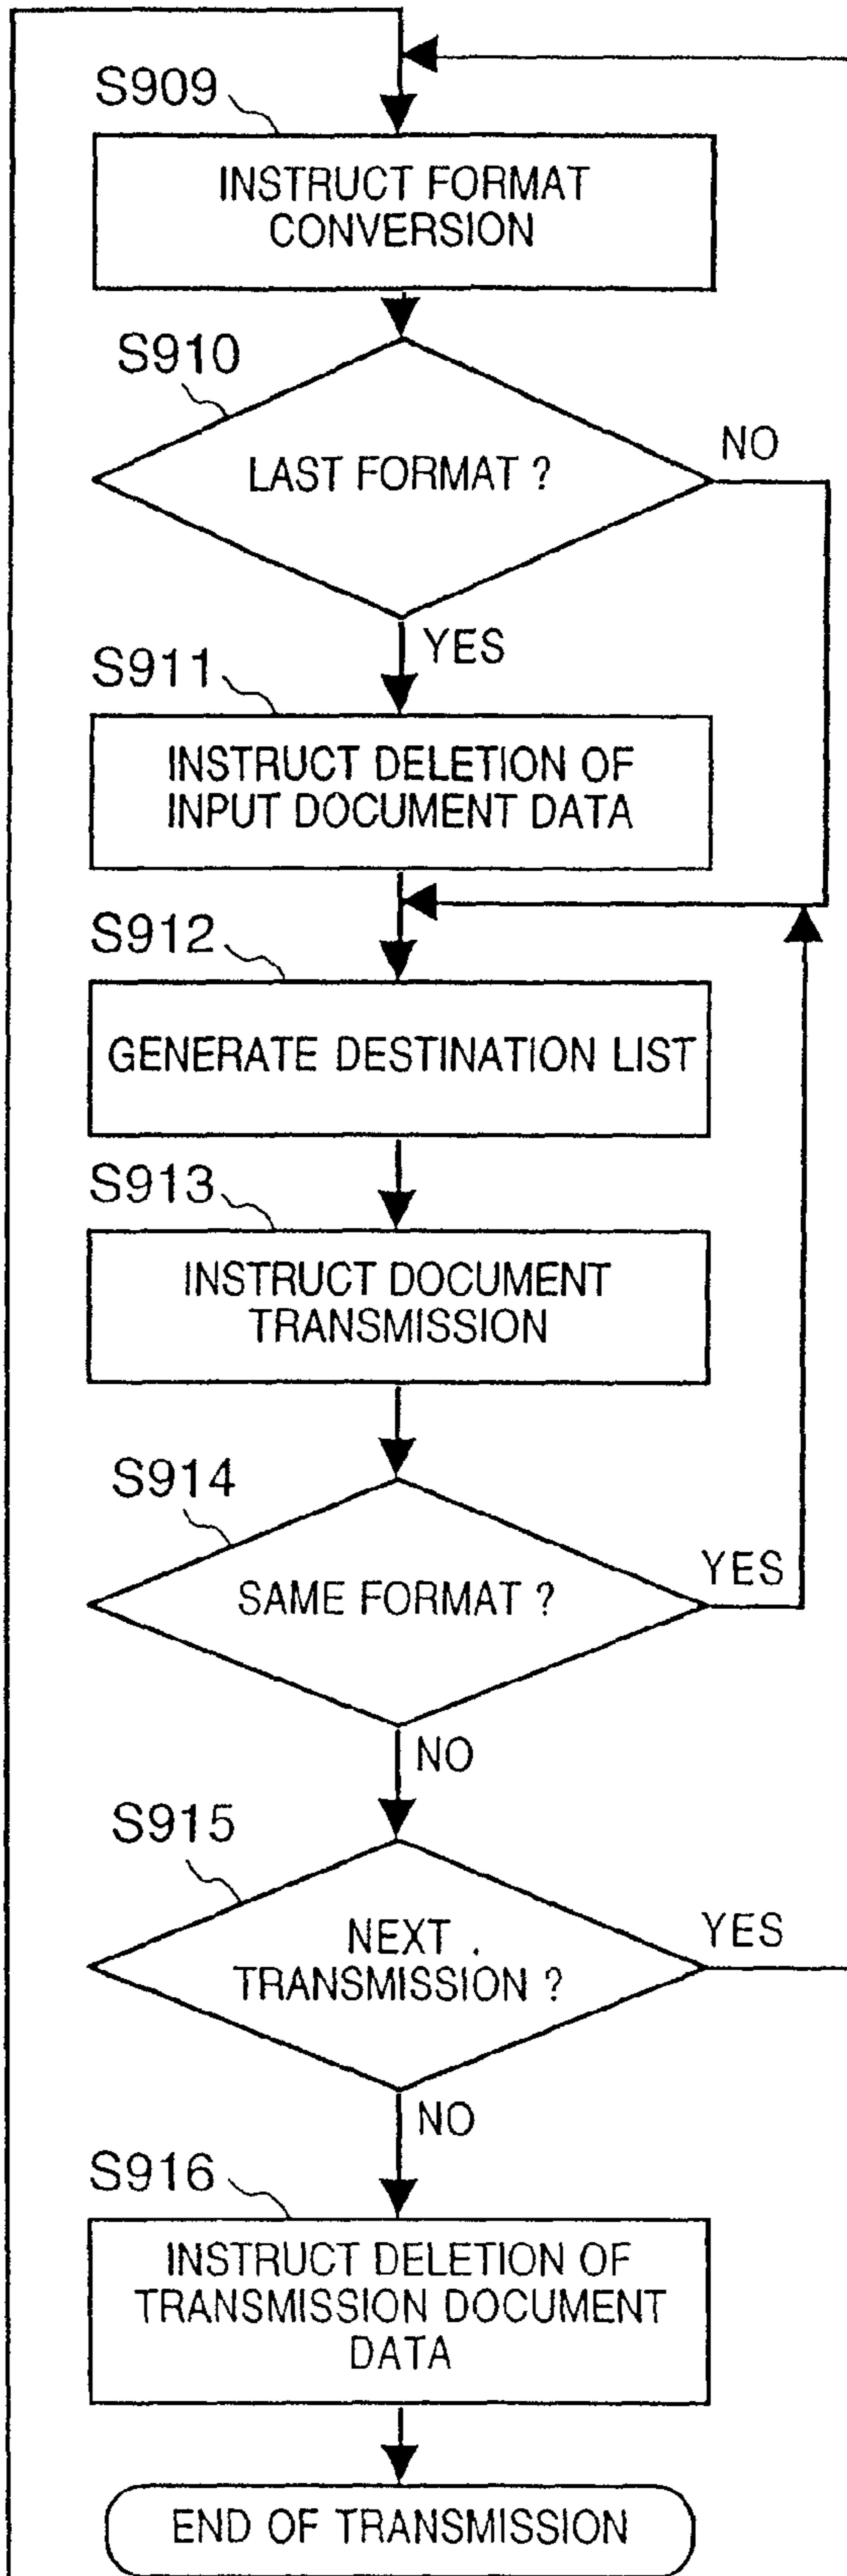 S909
INSTRUCT FORMAT
CONVERSION
S910
LAST FORMAT ?
NO
YES
S911
INSTRUCT DELETION OF
INPUT DOCUMENT DATA
S912
GENERATE DESTINATION LIST
S913
INSTRUCT DOCUMENT
TRANSMISSION
S914
SAME FORMAT ?
YES
NO
S915
NEXT .
TRANSMISSION ?
YES
NO
S916
INSTRUCT DELETION OF
TRANSMISSION DOCUMENT
DATA
END OF TRANSMISSION